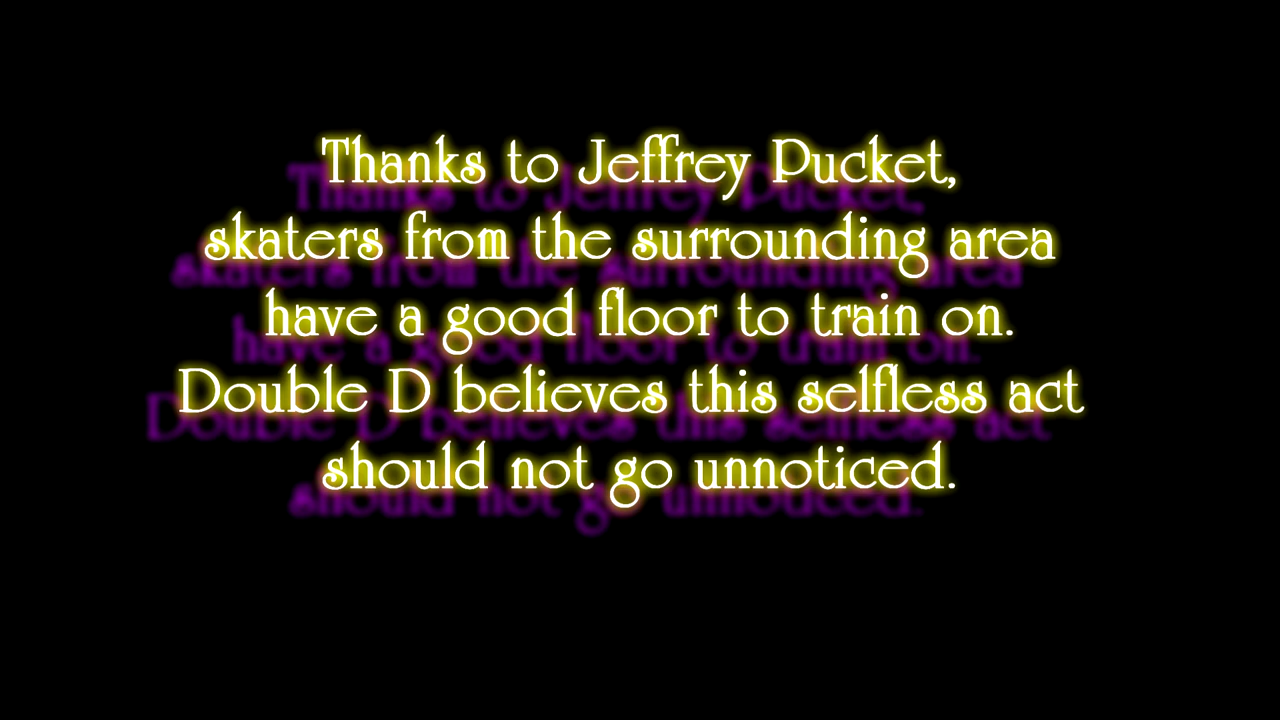 Thanks to Jeffrey Pucket,
skaters from the surrounding area
have a good floor to train on.
Double D believes this selfless act
should not go unnoticed.